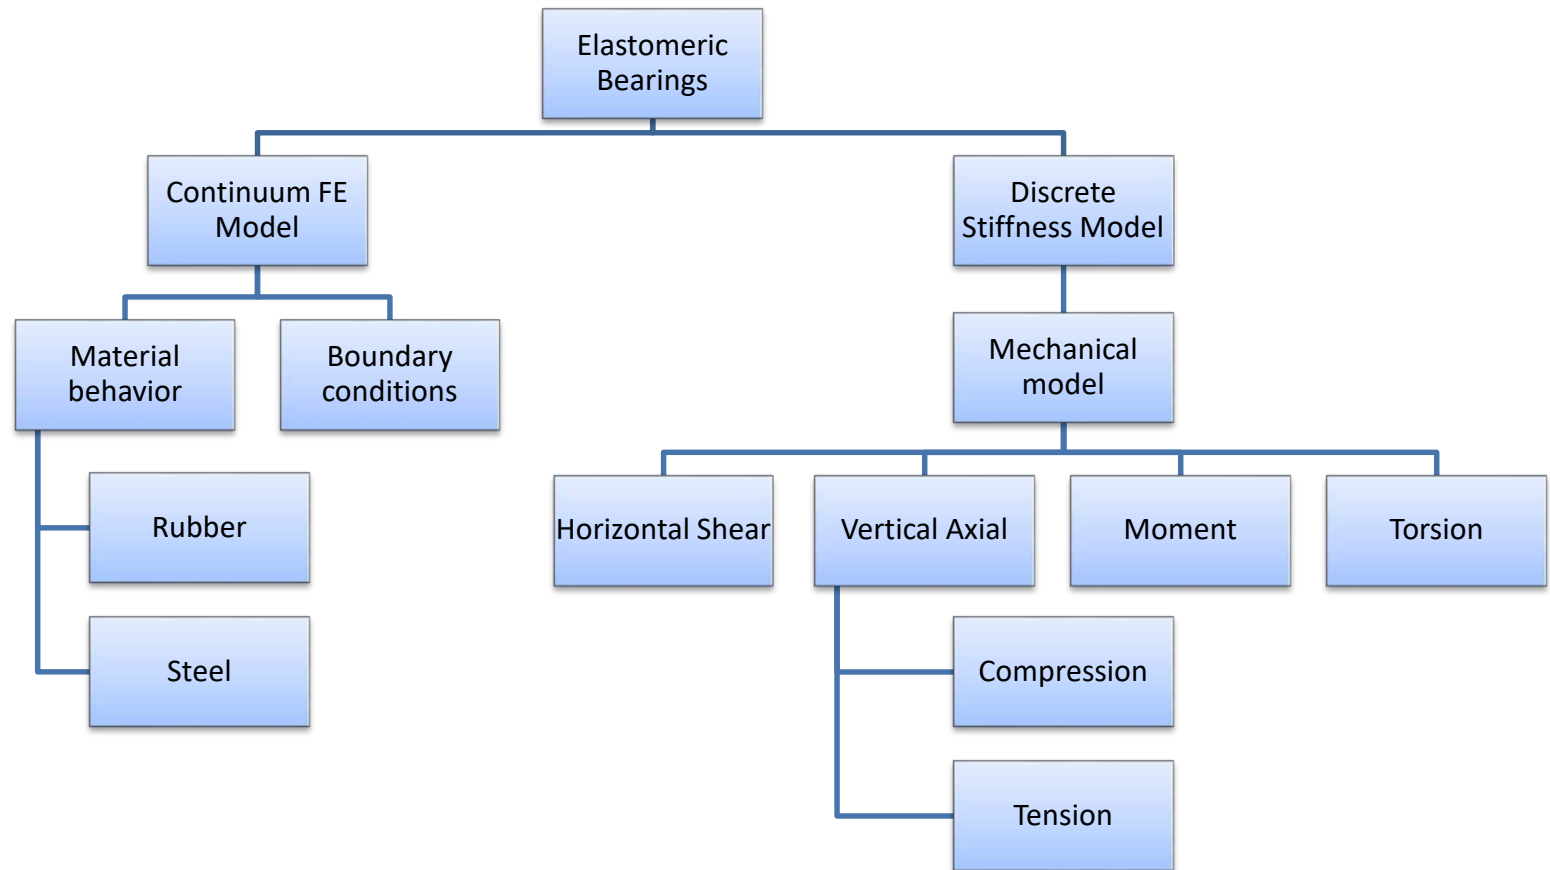 Elastomeric
Bearings
Continuum FE
Model
Discrete
Stiffness Model
Material
behavior
Boundary
conditions
Mechanical
model
Rubber
Steel
Horizontal Shear
Vertical Axial
Moment
Torsion
Compression
Tension